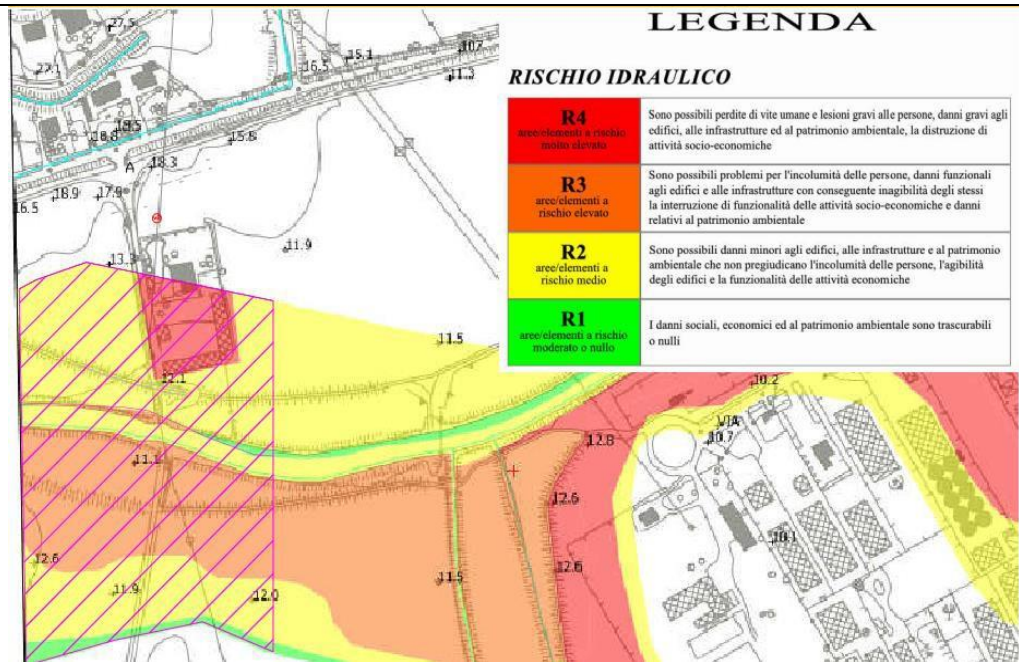 LEGENDA
RISCHIO IDRAULICO
R4
aree/elementi a rischio
molto elevato
Sono possibili perdite di vite umane e lesioni gravi alle persone, danni gravi agli
edifici, alle infrastrutture ed al patrimonio ambientale, la distruzione di
attività socio-economiche
R3
aree/elementi a
rischio elevato
Sono possibili problemi per l'incolumità delle persone, danni funzionali
agli edifici e alle infrastrutture con conseguente inagibilità degli stessi
la interruzione di funzionalità delle attività socio-economiche e danni
relativi al patrimonio ambientale
R2
aree/elementi a
rischio medio
Sono possibili danni minori agli edifici, alle infrastrutture e al patrimonio
ambientale che non pregiudicano l'incolumità delle persone, l'agibilità
degli edifici e la funzionalità delle attività economiche
R1
aree/elementi a rischio
moderato o nullo
I danni sociali, economici ed al patrimonio ambientale sono trascurabili
o nulli
27.5
27.1
16.5
15.1
11.3
15.8
18.3
A
18.9
17.9
16.5
11.9
13.3
11.5
12.1
10.2
VIA
10.7
12.8
11.1
12.6
10.1
12.6
12.6
11.5
11.9
12.0